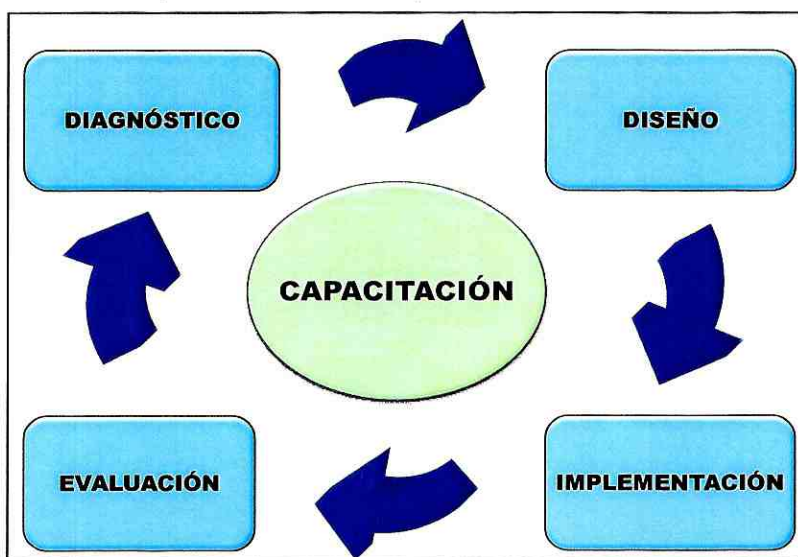 DIAGNÓSTICO
DISEÑO
CAPACITACIÓN
EVALUACIÓN
IMPLEMENTACIÓN